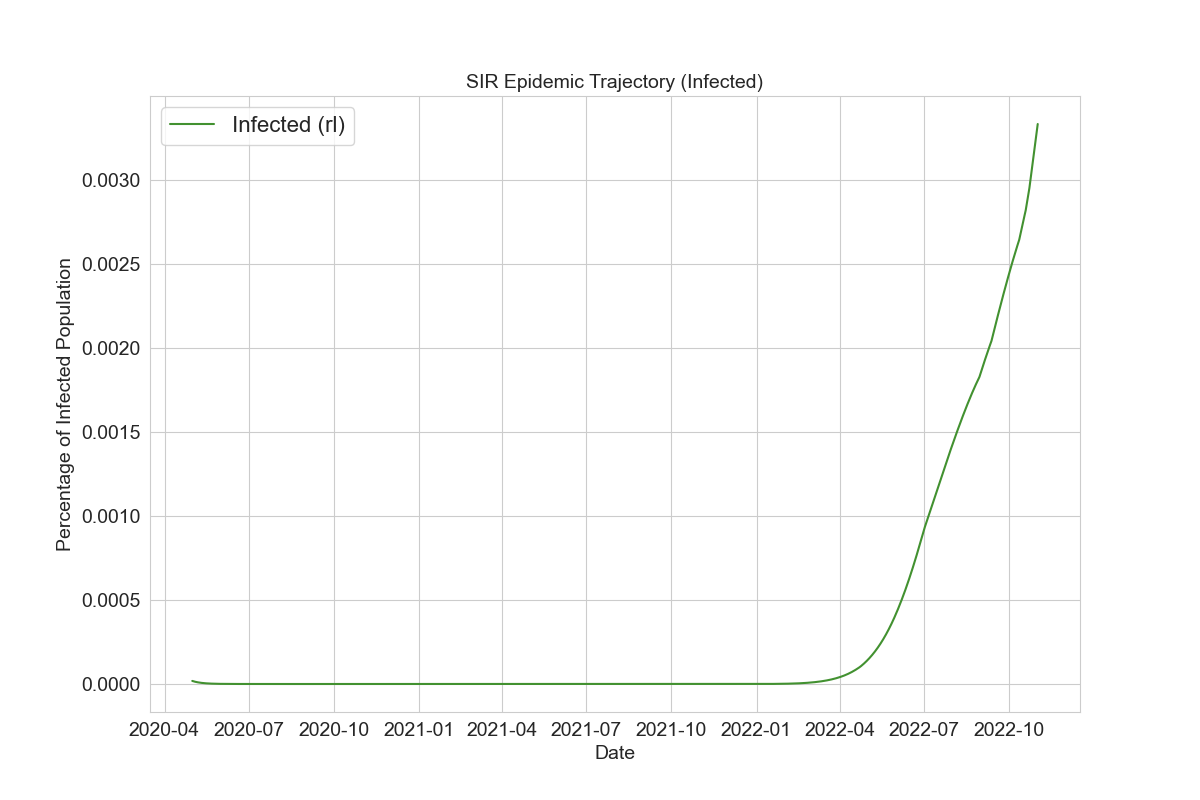 SIR Epidemic Trajectory (Infected)
Infected (rI)
Percentage of Infected Population
0.0030
0.0025
0.0020
0.0015
0.0010
0.0005
0.0000
2020-04 2020-07 2020-10 2021-01 2021-04 2021-07 2021-10 2022-01 2022-04 2022-07 2022-10
Date